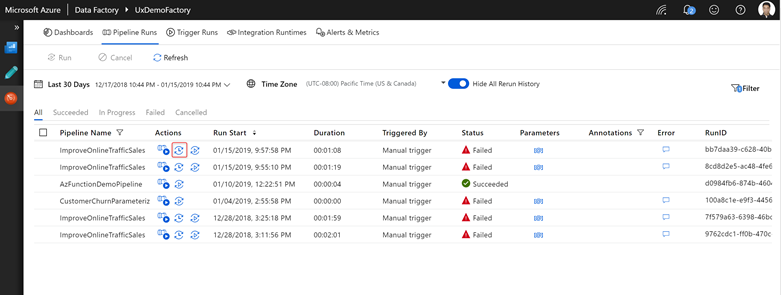 Microsoft Azure Data Factory > UxDemoFactory 2
» Dashboards Pipeline Runs Trigger Runs Integration Runtimes Alerts & Metrics
Run Cancel Refresh
Last 30 Days 12/17/2018 10:44 PM - 01/15/2019 10:44 PM Time Zone (UTC-08:00) Pacific Time (US & Canada) Hide All Rerun History Filter
All Succeeded In Progress Failed Cancelled
Pipeline Name Actions Run Start ↓ Duration Triggered By Status Parameters Annotations Error RunID
ImproveOnlineTrafficSales 01/15/2019, 9:57:58 PM 00:01:08 Manual trigger Failed bb7daa39-c628-40b
ImproveOnlineTrafficSales 01/15/2019, 9:55:10 PM 00:01:19 Manual trigger Failed 8cd8d2e5-ac48-4fe6
AzFunctionDemoPipeline 01/10/2019, 12:22:51 AM 00:00:04 Manual trigger Succeeded d0984fb6-874b-460
CustomerChurnParameteriz 01/04/2019, 2:55:58 PM 00:00:00 Manual trigger Failed 100a8c1e-e9f3-4456
ImproveOnlineTrafficSales 12/28/2018, 3:25:18 PM 00:01:59 Manual trigger Failed 7f579a63-6398-46b
ImproveOnlineTrafficSales 12/28/2018, 3:11:56 PM 00:02:01 Manual trigger Failed 9762cdc1-ff0b-470c